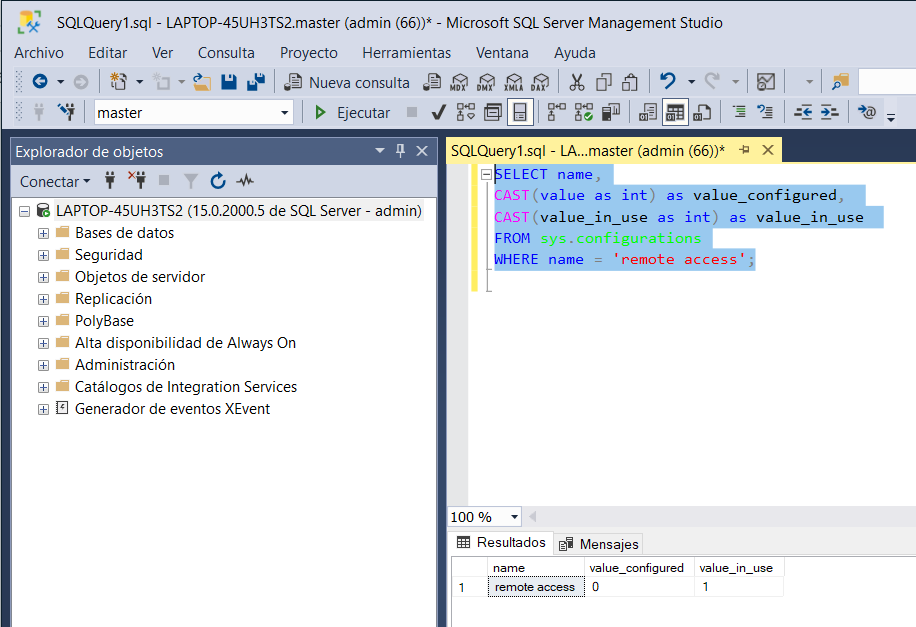 SQLQuery1.sql - LAPTOP-45UH3TS2.master (admin (66))* - Microsoft SQL Server Management Studio
Archivo Editar Ver Consulta Proyecto Herramientas Ventana Ayuda
Nueva consulta MDX DMX XMLA DAX
master Ejecutar
Explorador de objetos
SQLQuery1.sql - LA...master (admin (66))*
Conectar
LAPTOP-45UH3TS2 (15.0.2000.5 de SQL Server - admin)
Bases de datos
Seguridad
Objetos de servidor
Replicación
PolyBase
Alta disponibilidad de Always On
Administración
Catálogos de Integration Services
Generador de eventos XEvent
SELECT name,
CAST(value as int) as value_configured,
CAST(value_in_use as int) as value_in_use
FROM sys.configurations
WHERE name = 'remote access';
100 %
Resultados Mensajes
name value_configured value_in_use
1 remote access 0 1